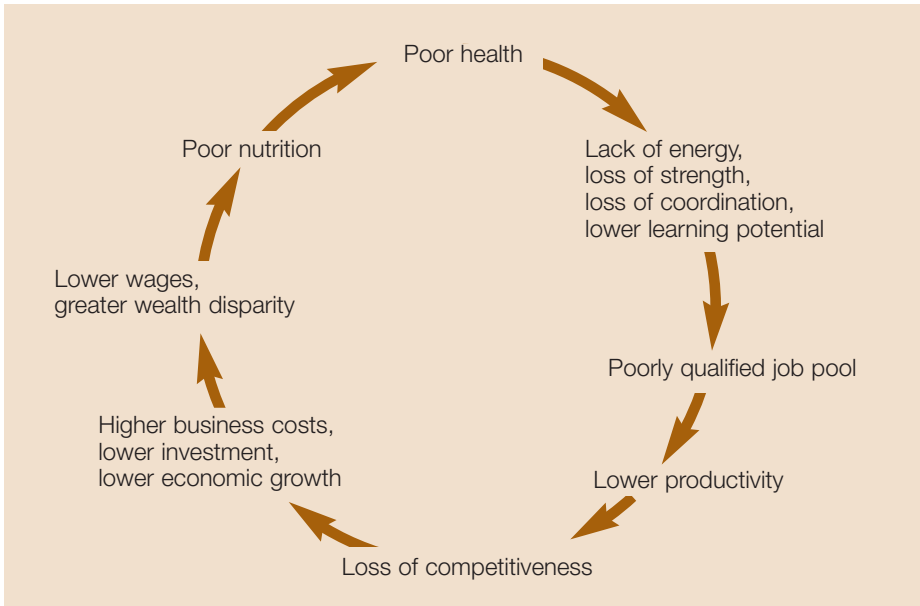 Poor health
Lack of energy,
loss of strength,
loss of coordination,
lower learning potential
Poorly qualified job pool
Lower productivity
Loss of competitiveness
Higher business costs,
lower investment,
lower economic growth
Lower wages,
greater wealth disparity
Poor nutrition